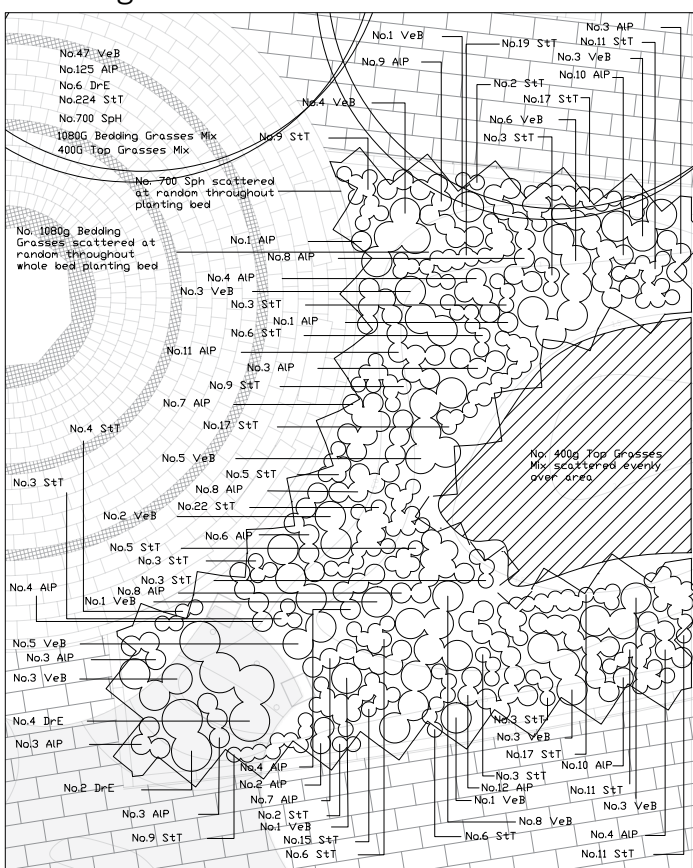 No.47 VeB
No.125 AlP
No.6 DrE
No.224 StT
No.700 SpH
1080G Bedding Grasses Mix
400G Top Grasses Mix
No.1 VeB
No.9 AlP
No.4 VeB
No.9 StT
No.3 AlP
No.11 StT
No.19 StT
No.3 VeB
No.10 AlP
No.2 StT
No.17 StT
No.6 VeB
No.3 StT
No. 700 Sph scattered
at random throughout
planting bed
No. 1080g Bedding
Grasses scattered at
random throughout
whole bed planting bed
No.1 AlP
No.8 AlP
No.4 AlP
No.3 VeB
No.3 StT
No.1 AlP
No.6 StT
No.11 AlP
No.3 AlP
No.9 StT
No.7 AlP
No.17 StT
No.4 StT
No.5 VeB
No. 400g Top Grasses
Mix scattered evenly
over area
No.5 StT
No.3 StT
No.8 AlP
No.22 StT
No.2 VeB
No.6 AlP
No.5 StT
No.3 StT
No.3 StT
No.4 AlP
No.8 AlP
No.1 VeB
No.5 VeB
No.3 AlP
No.3 VeB
No.4 DrE
No.3 AlP
No.2 DrE
No.3 AlP
No.9 StT
No.4 AlP
No.2 AlP
No.7 AlP
No.2 StT
No.1 VeB
No.15 StT
No.6 StT
No.3 StT
No.3 VeB
No.17 StT
No.10 AlP
No.3 StT
No.12 AlP
No.11 StT
No.1 VeB
No.3 VeB
No.8 VeB
No.6 StT
No.4 AlP
No.11 StT